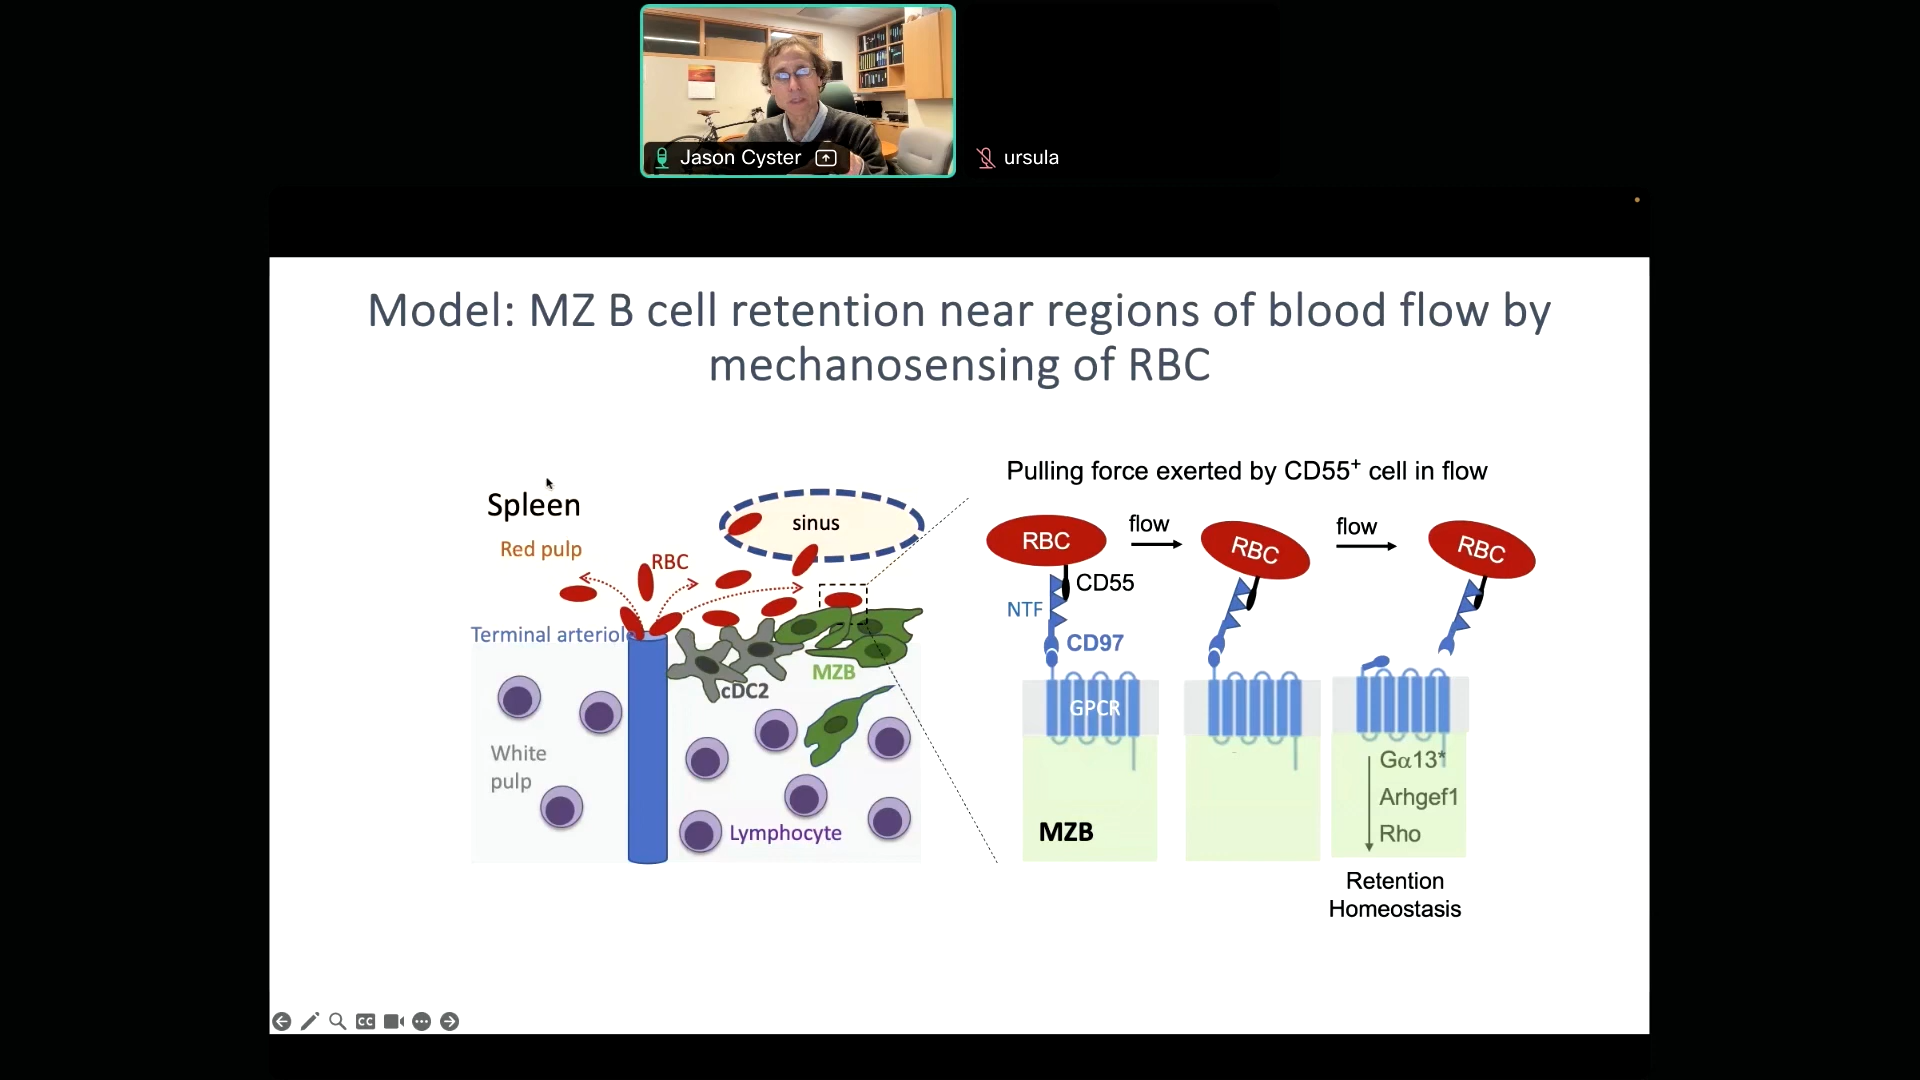 Jason Cyster
ursula
Model: MZ B cell retention near regions of blood flow by
mechanosensing of RBC
Pulling force exerted by CD55⁺ cell in flow
Spleen
Red pulp
RBC
sinus
Terminal arteriole
cDC2
MZB
White
pulp
Lymphocyte
RBC
flow
RBC
flow
RBC
CD55
NTF
CD97
GPCR
MZB
Gα13*
Arhgef1
Rho
Retention
Homeostasis
CC